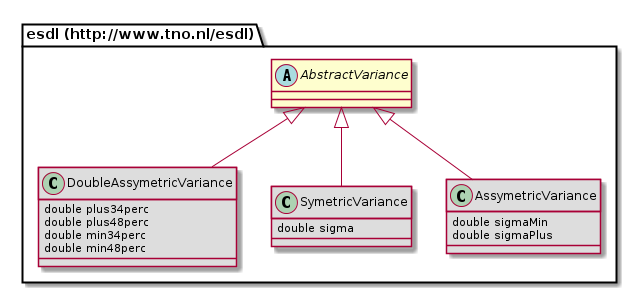 esdl (http://www.tno.nl/esdl)
A AbstractVariance
C DoubleAssymetricVariance
double plus34perc
double plus48perc
double min34perc
double min48perc
C SymetricVariance
double sigma
C AssymetricVariance
double sigmaMin
double sigmaPlus